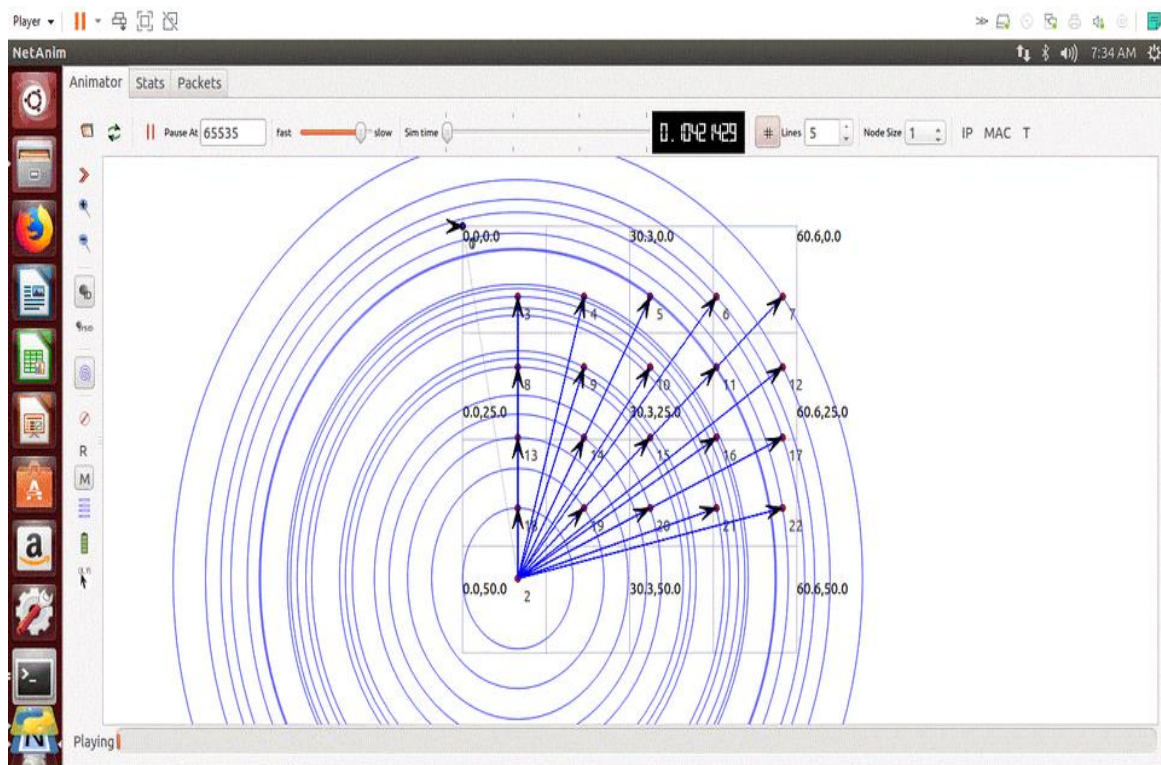 Player
NetAnim
7:34 AM
Animator Stats Packets
Pause At 65535 fast slow Sim time 0.10421429 # Lines 5 Node Size 1 IP MAC T
0.0,0.0 30.3,0.0 60.6,0.0
3 4 5 6 7
8 9 10 11 12
0.0,25.0 30.3,25.0 60.6,25.0
13 14 15 16 17
R
M
18 19 20 21 22
0.0,50.0 30.3,50.0 60.6,50.0
2
Playing